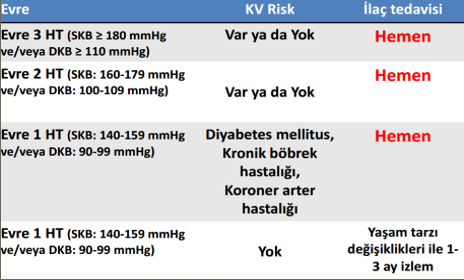 Evre KV Risk İlaç tedavisi
Evre 3 HT (SKB ≥ 180 mmHg
ve/veya DKB ≥ 110 mmHg)
Var ya da Yok
Hemen
Evre 2 HT (SKB: 160-179 mmHg
ve/veya DKB: 100-109 mmHg)
Var ya da Yok
Hemen
Evre 1 HT (SKB: 140-159 mmHg
ve/veya DKB: 90-99 mmHg)
Diyabetes mellitus,
Kronik böbrek
hastalığı,
Koroner arter
hastalığı
Hemen
Evre 1 HT (SKB: 140-159 mmHg
ve/veya DKB: 90-99 mmHg)
Yok
Yaşam tarzı
değişiklikleri ile 1-
3 ay izlem